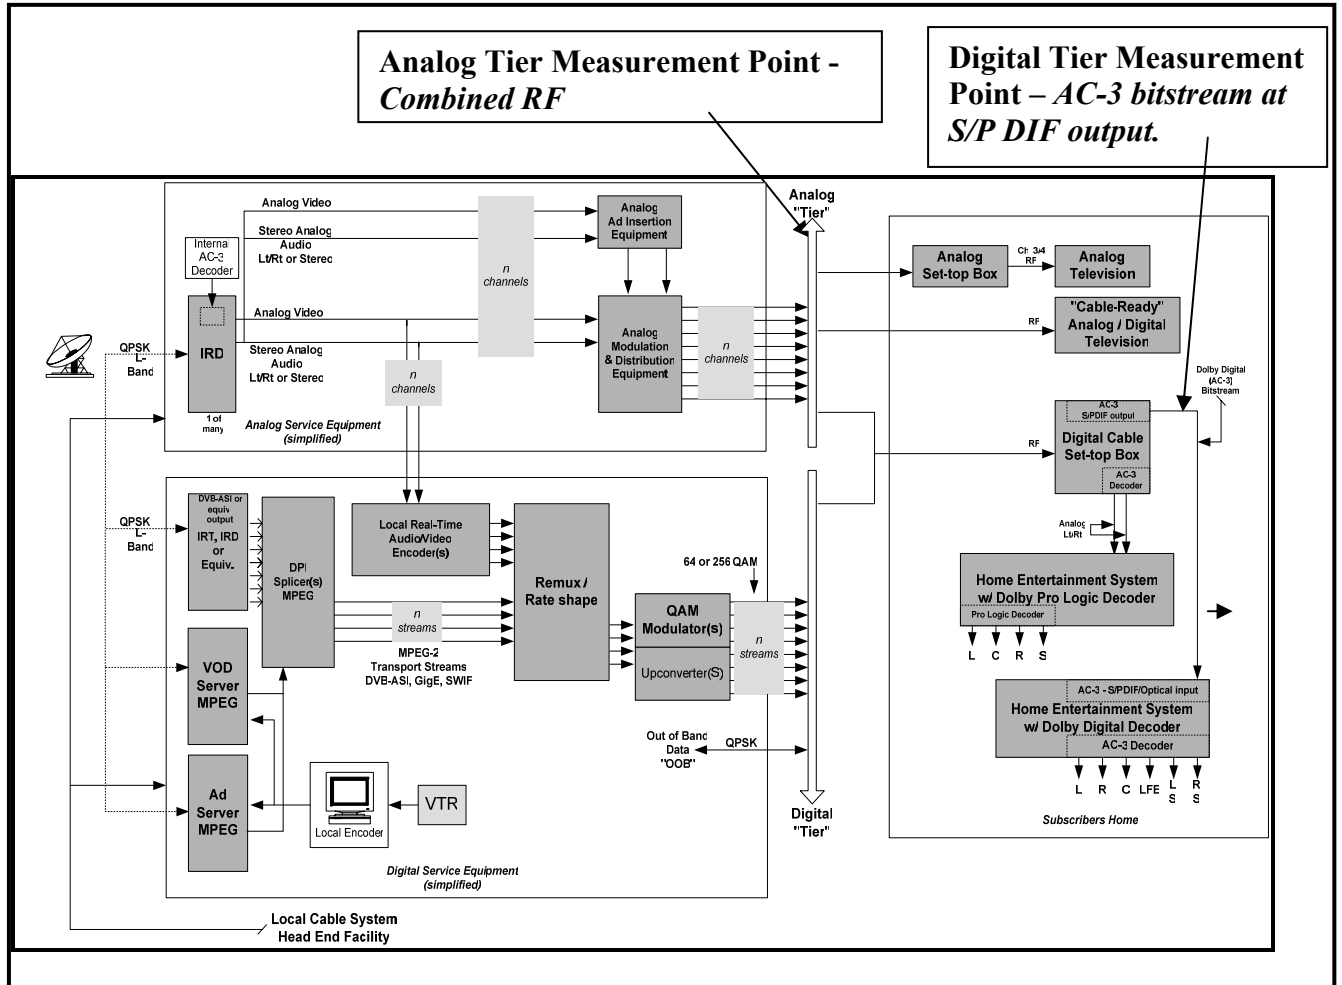 Analog Tier Measurement Point -
Combined RF
Digital Tier Measurement
Point – AC-3 bitstream at
S/P DIF output.
Analog
"Tier"
Analog Video
Stereo Analog
Audio
Lt/Rt or Stereo
Internal
AC-3
Decoder
n
channels
Analog
Ad Insertion
Equipment
Analog Video
IRD
Stereo Analog
Audio
Lt/Rt or Stereo
QPSK
L-
Band
1 of
many
n
channels
Analog
Modulation
& Distribution
Equipment
n
channels
Analog Service Equipment
(simplified)
Analog
Set-top Box
Ch 3/4
RF
Analog
Television
RF
"Cable-Ready"
Analog / Digital
Television
Dolby Digital
(AC-3)
Bitstream
AC-3
S/PDIF output
RF
Digital Cable
Set-top Box
AC-3
Decoder
Analog
Lt/Rt
Home Entertainment System
w/ Dolby Pro Logic Decoder
Pro Logic Decoder
L C R S
AC-3 - S/PDIF/Optical input
Home Entertainment System
w/ Dolby Digital Decoder
AC-3 Decoder
L R C LFE L S R S
Subscribers Home
DVB-ASI or
equiv
output
IRT, IRD
or
Equiv.
QPSK
L-
Band
DPI
Splicer(s)
MPEG
Local Real-Time
Audio/Video
Encoder(s)
n
streams
MPEG-2
Transport Streams
DVB-ASI, GigE, SWIF
Remux /
Rate shape
64 or 256 QAM
QAM
Modulator(s)
Upconverter(S)
n
streams
VOD
Server
MPEG
Out of Band
Data
"OOB"
QPSK
Ad
Server
MPEG
Local Encoder
VTR
Digital
"Tier"
Digital Service Equipment
(simplified)
Local Cable System
Head End Facility